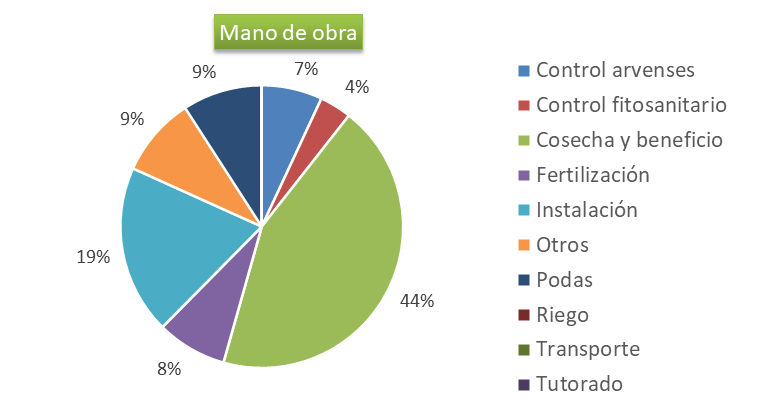 Mano de obra
9%
7%
4%
9%
19%
44%
8%
Control arvenses
Control fitosanitario
Cosecha y beneficio
Fertilización
Instalación
Otros
Podas
Riego
Transporte
Tutorado